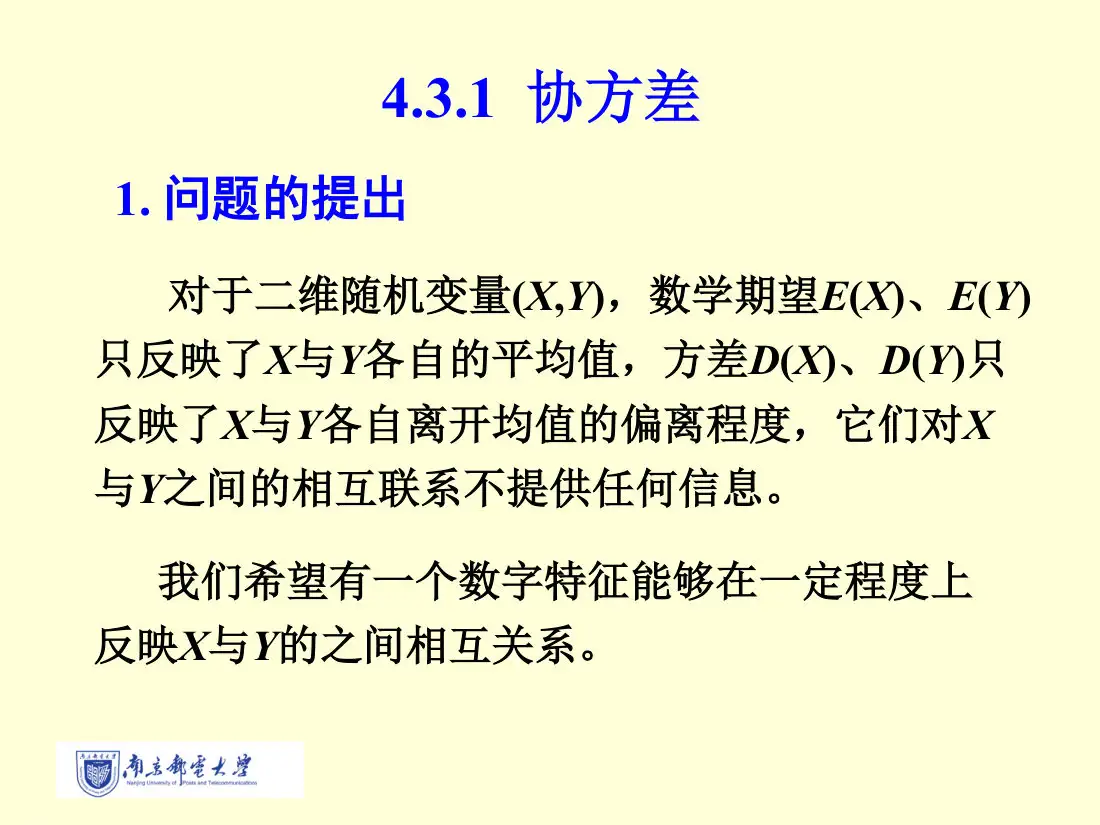 4.3.1 协方差
1. 问题的提出
对于二维随机变量(X,Y)，数学期望E(X)、E(Y)
只反映了X与Y各自的平均值，方差D(X)、D(Y)只
反映了X与Y各自离开均值的偏离程度，它们对X
与Y之间的相互联系不提供任何信息。
我们希望有一个数字特征能够在一定程度上
反映X与Y的之间相互关系。
南京邮电大学
Nanjing University of Posts and Telecommunications